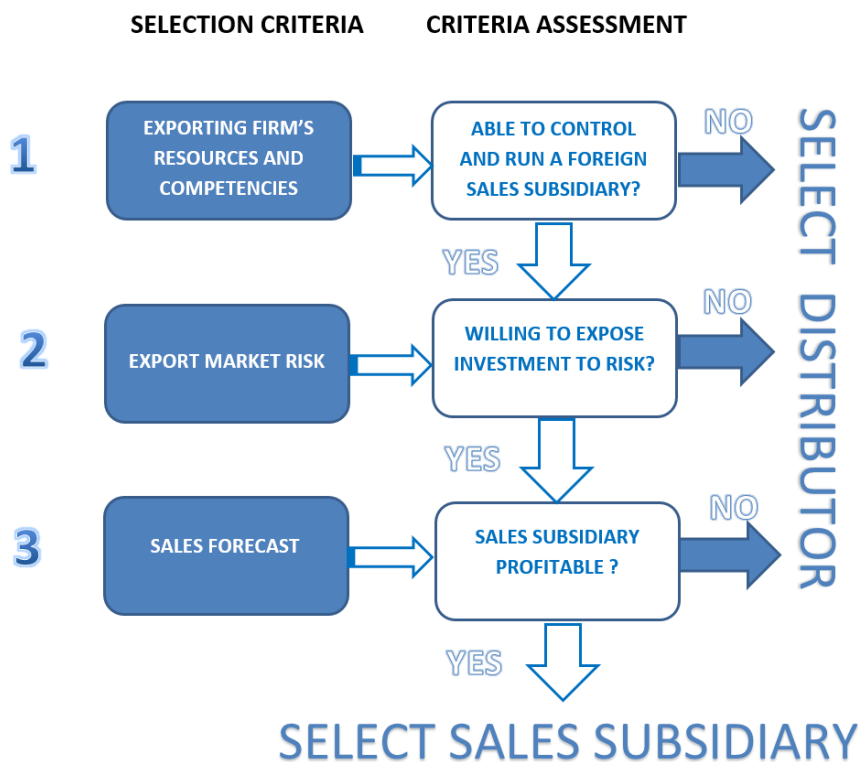 SELECTION CRITERIA
CRITERIA ASSESSMENT
1
EXPORTING FIRM'S
RESOURCES AND
COMPETENCIES
ABLE TO CONTROL
AND RUN A FOREIGN
SALES SUBSIDIARY?
NO
YES
2
EXPORT MARKET RISK
WILLING TO EXPOSE
INVESTMENT TO RISK?
NO
YES
3
SALES FORECAST
SALES SUBSIDIARY
PROFITABLE ?
NO
YES
SELECT DISTRIBUTOR
SELECT SALES SUBSIDIARY